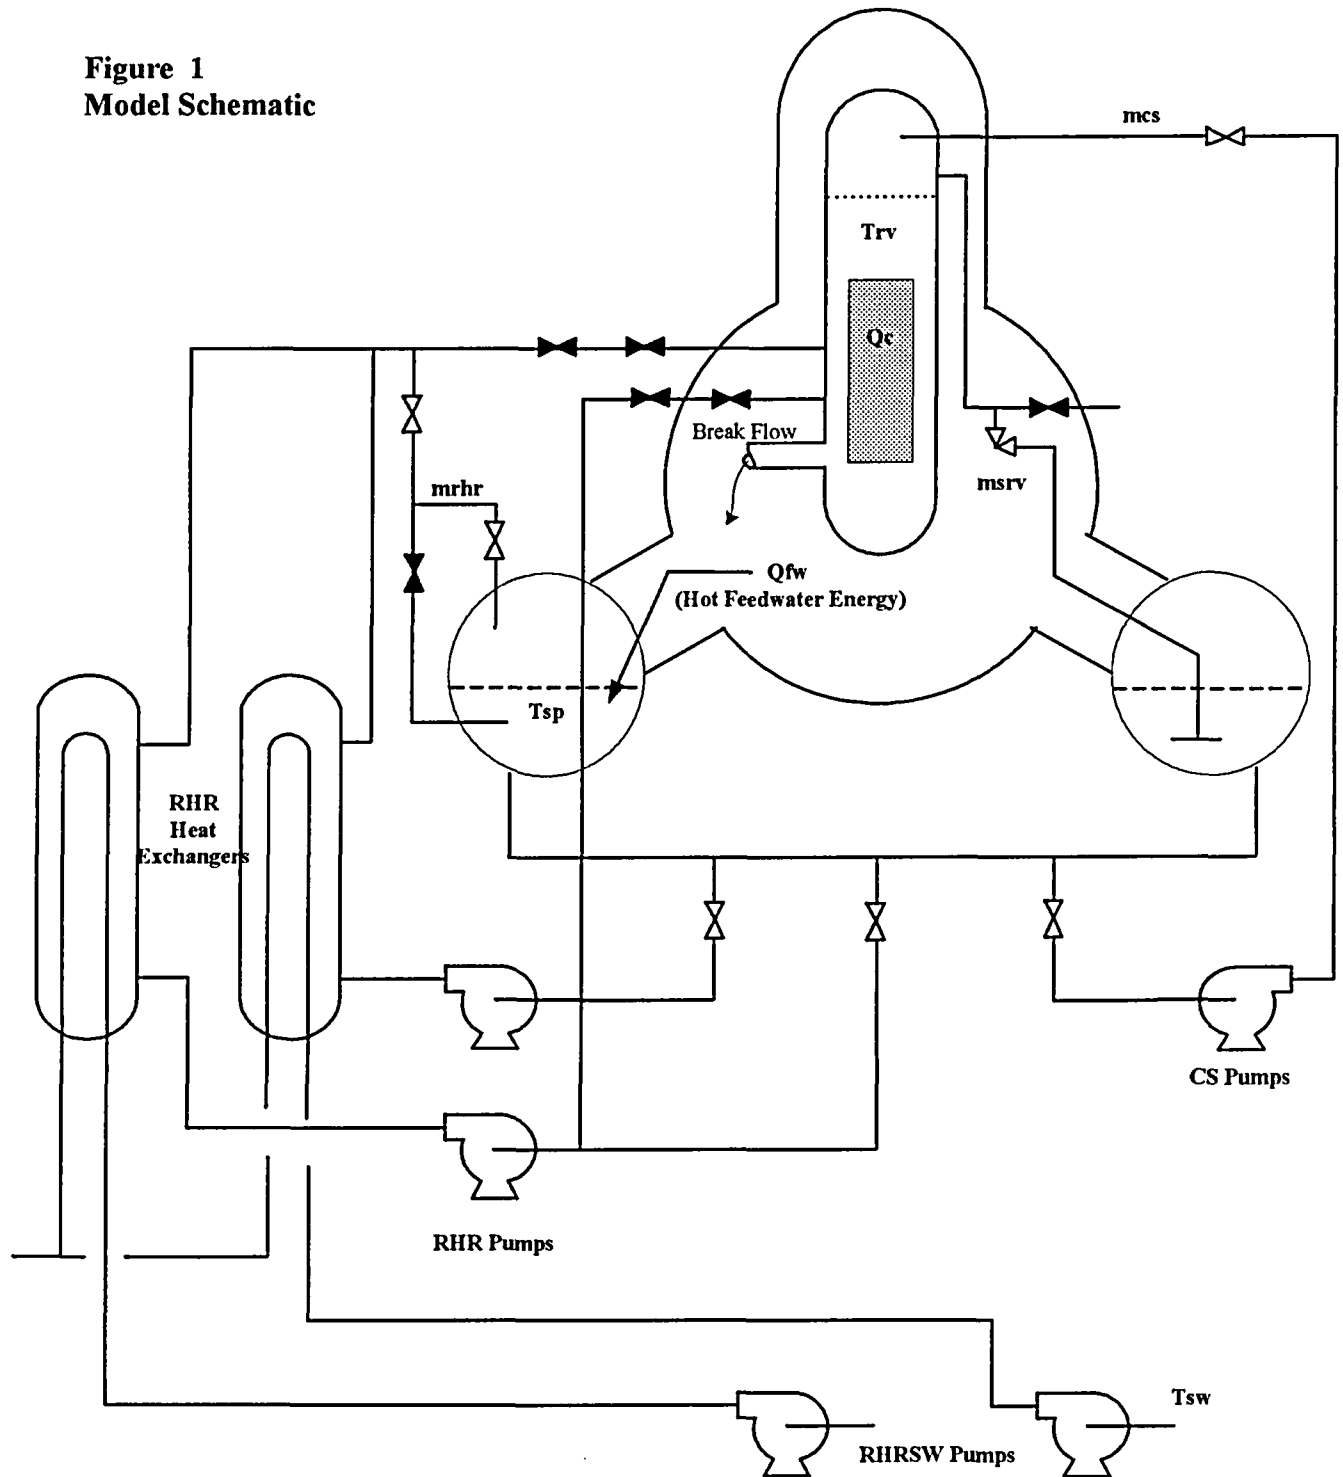 Figure 1
Model Schematic
mcs
Trv
Qc
Break Flow
mrhr
msrv
Qfw
(Hot Feedwater Energy)
Tsp
RHR
Heat
Exchangers
CS Pumps
RHR Pumps
Tsw
RHRSW Pumps